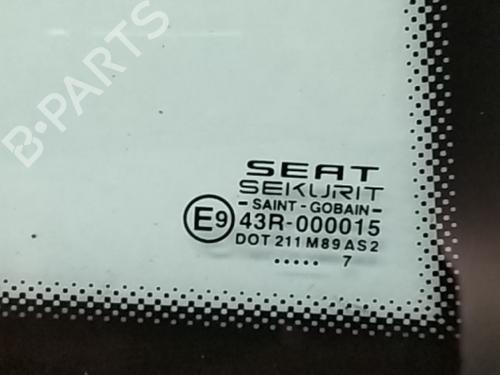 B-PARTS
SEAT
SEKURIT
- SAINT - GOBAIN -
E9 43R-000015
DOT 211 M89 AS2
..... 7